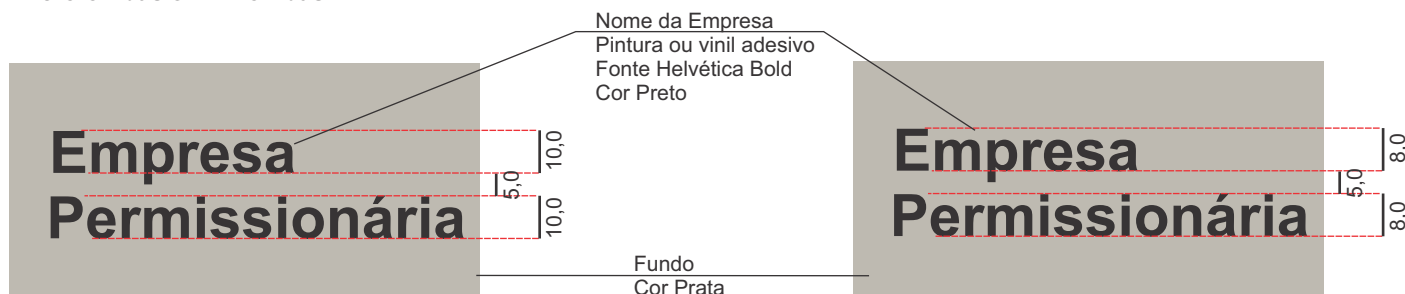 Nome da Empresa
Pintura ou vinil adesivo
Fonte Helvética Bold
Cor Preto
Empresa
Permissionária
10,0
5,0
10,0
Empresa
Permissionária
8.0
5,0
8.0
Fundo
Cor Prata